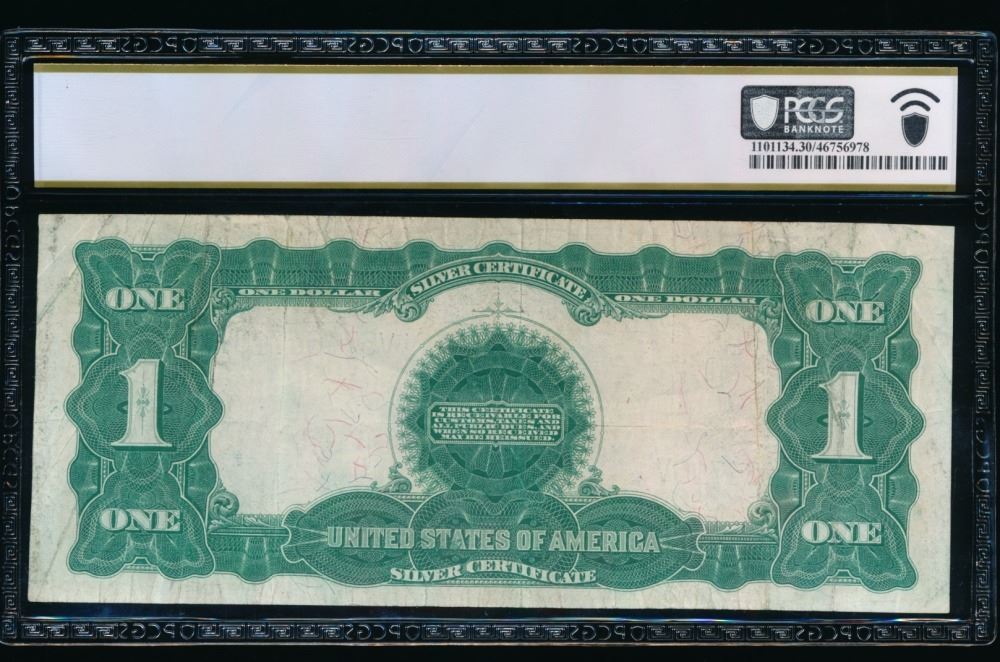 PCGS
BANKNOTE
1101134.30/46756978
SILVER CERTIFICATE
ONE DOLLAR
ONE DOLLAR
ONE
ONE
1
1
THIS CERTIFICATE
IS RECEIVABLE FOR
CUSTOMS, TAXES AND
ALL PUBLIC DUES, AND
WHEN SO RECEIVED
MAY BE REISSUED.
ONE
ONE
UNITED STATES OF AMERICA
SILVER CERTIFICATE